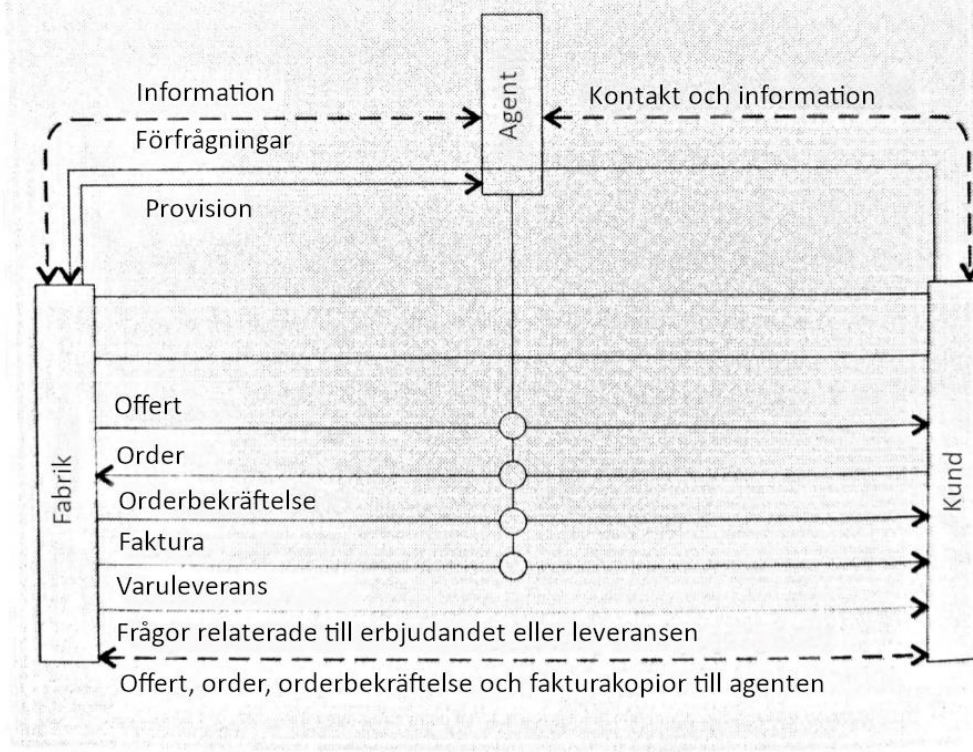 Agent
Information
Kontakt och information
Förfrågningar
Provision
Fabrik
Kund
Offert
Order
Orderbekräftelse
Faktura
Varuleverans
Frågor relaterade till erbjudandet eller leveransen
Offert, order, orderbekräftelse och fakturakopior till agenten